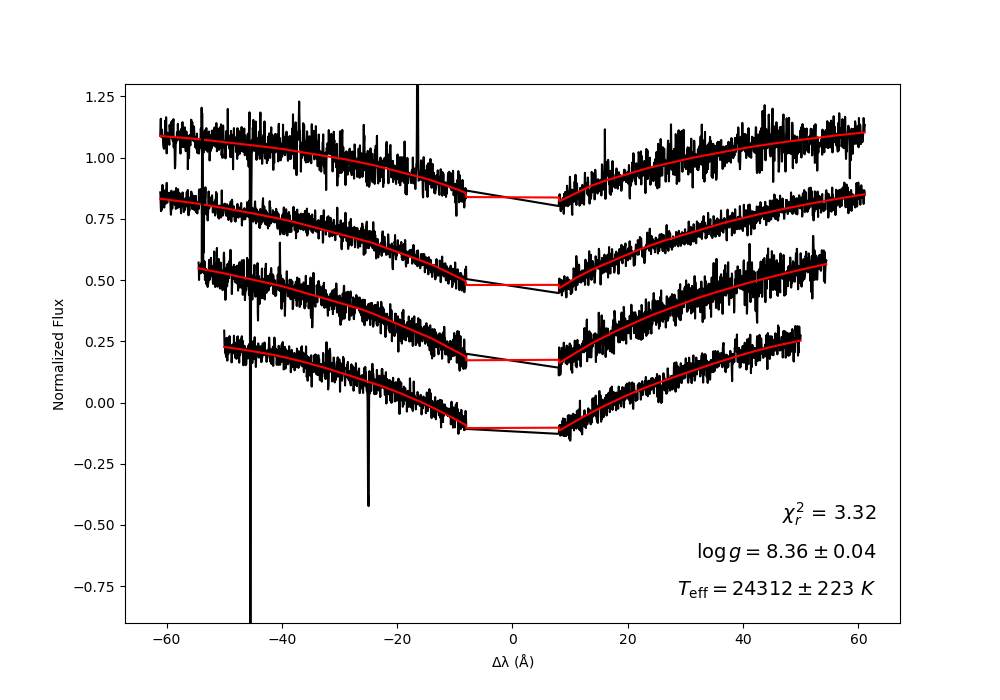 1.25
1.00
0.75
0.50
0.25
0.00
−0.25
−0.50
−0.75
Normalized Flux
χ²ᵣ = 3.32
log g = 8.36 ± 0.04
T_eff = 24312 ± 223 K
−60 −40 −20 0 20 40 60
Δλ (Å)